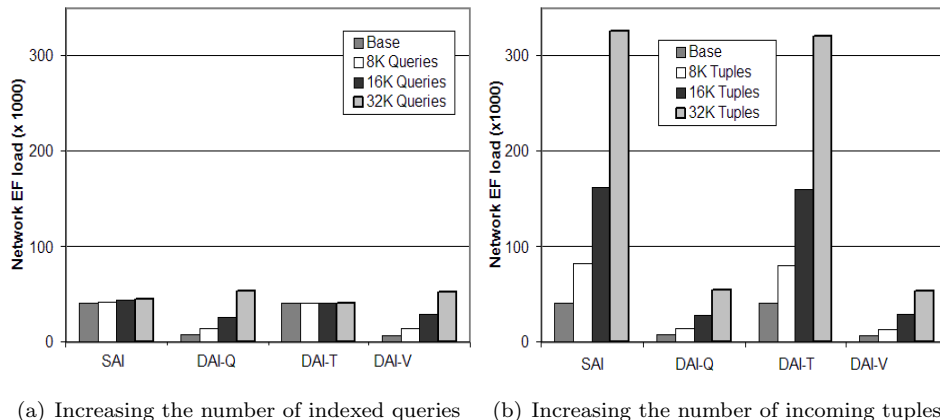 Network EF load (x 1000)
300
200
100
0
Base
8K Queries
16K Queries
32K Queries
SAI
DAI-Q
DAI-T
DAI-V
(a) Increasing the number of indexed queries
Network EF load (x 1000)
300
200
100
0
Base
8K Tuples
16K Tuples
32K Tuples
SAI
DAI-Q
DAI-T
DAI-V
(b) Increasing the number of incoming tuples